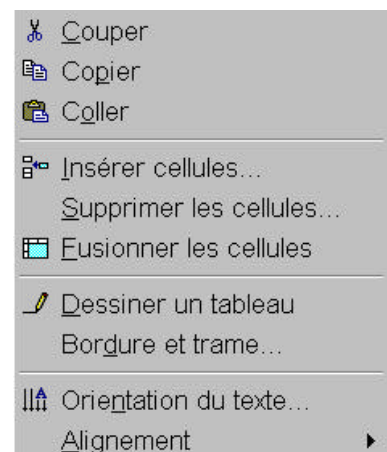 Couper
Copier
Coller
Insérer cellules...
Supprimer les cellules...
Fusionner les cellules
Dessiner un tableau
Bordure et trame...
Orientation du texte...
Alignement